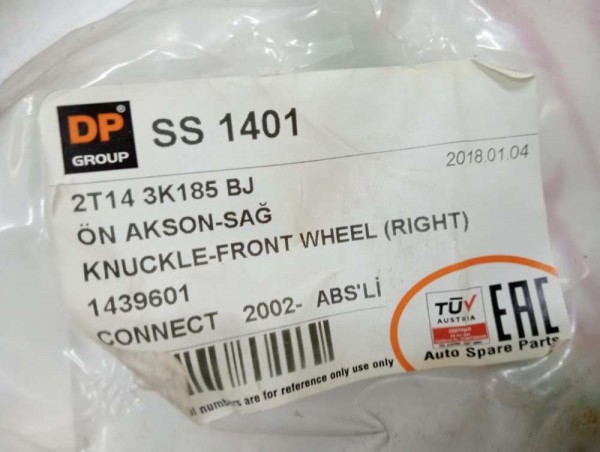 DP®
GROUP
SS 1401
2018.01.04
2T14 3K185 BJ
ÖN AKSON-SAĞ
KNUCKLE-FRONT WHEEL (RIGHT)
1439601
CONNECT 2002- ABS'Lİ
TÜV
AUSTRIA
EAC
Auto Spare Parts
numbers are for reference only use only